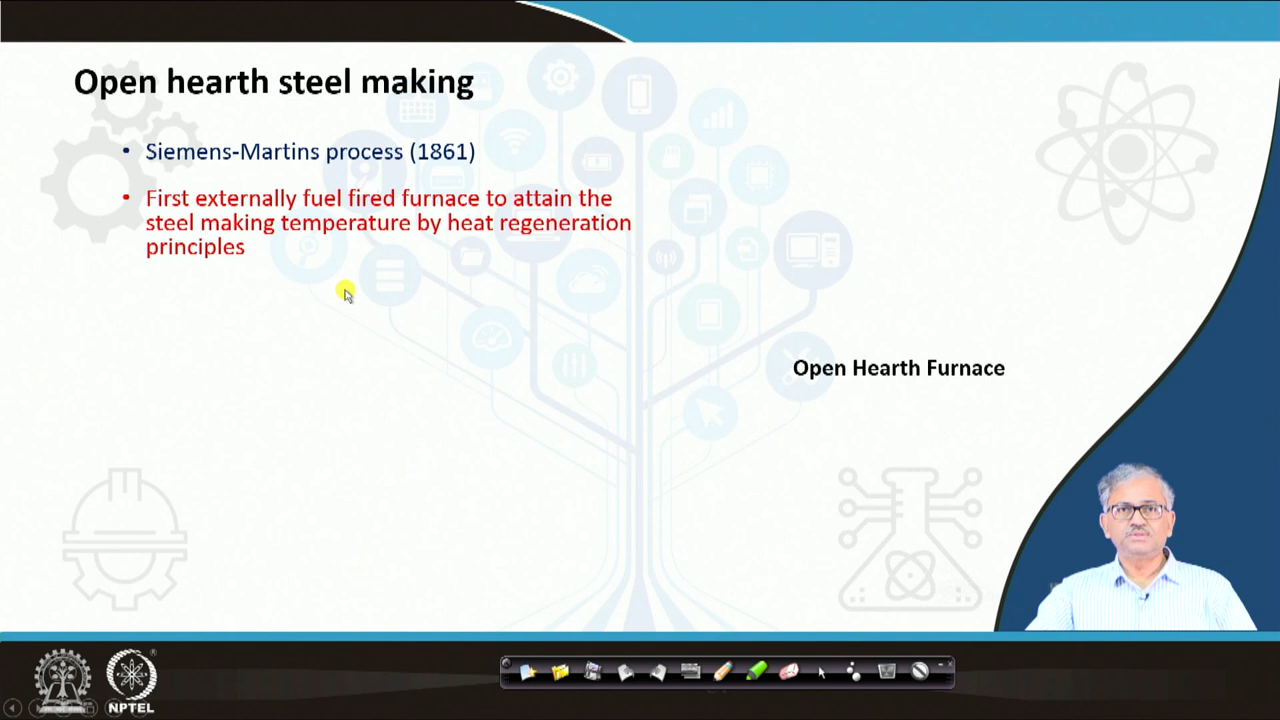 Open hearth steel making
• Siemens-Martins process (1861)
• First externally fuel fired furnace to attain the
steel making temperature by heat regeneration
principles
Open Hearth Furnace
NPTEL